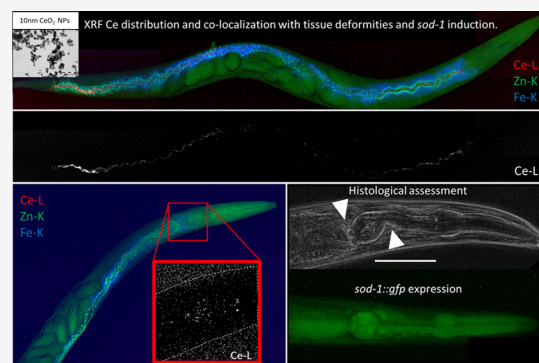 10nm CeO₂ NPs
XRF Ce distribution and co-localization with tissue deformities and sod-1 induction.
Ce-L
Zn-K
Fe-K
Ce-L
Ce-L
Zn-K
Fe-K
Ce-L
Histological assessment
sod-1::gfp expression